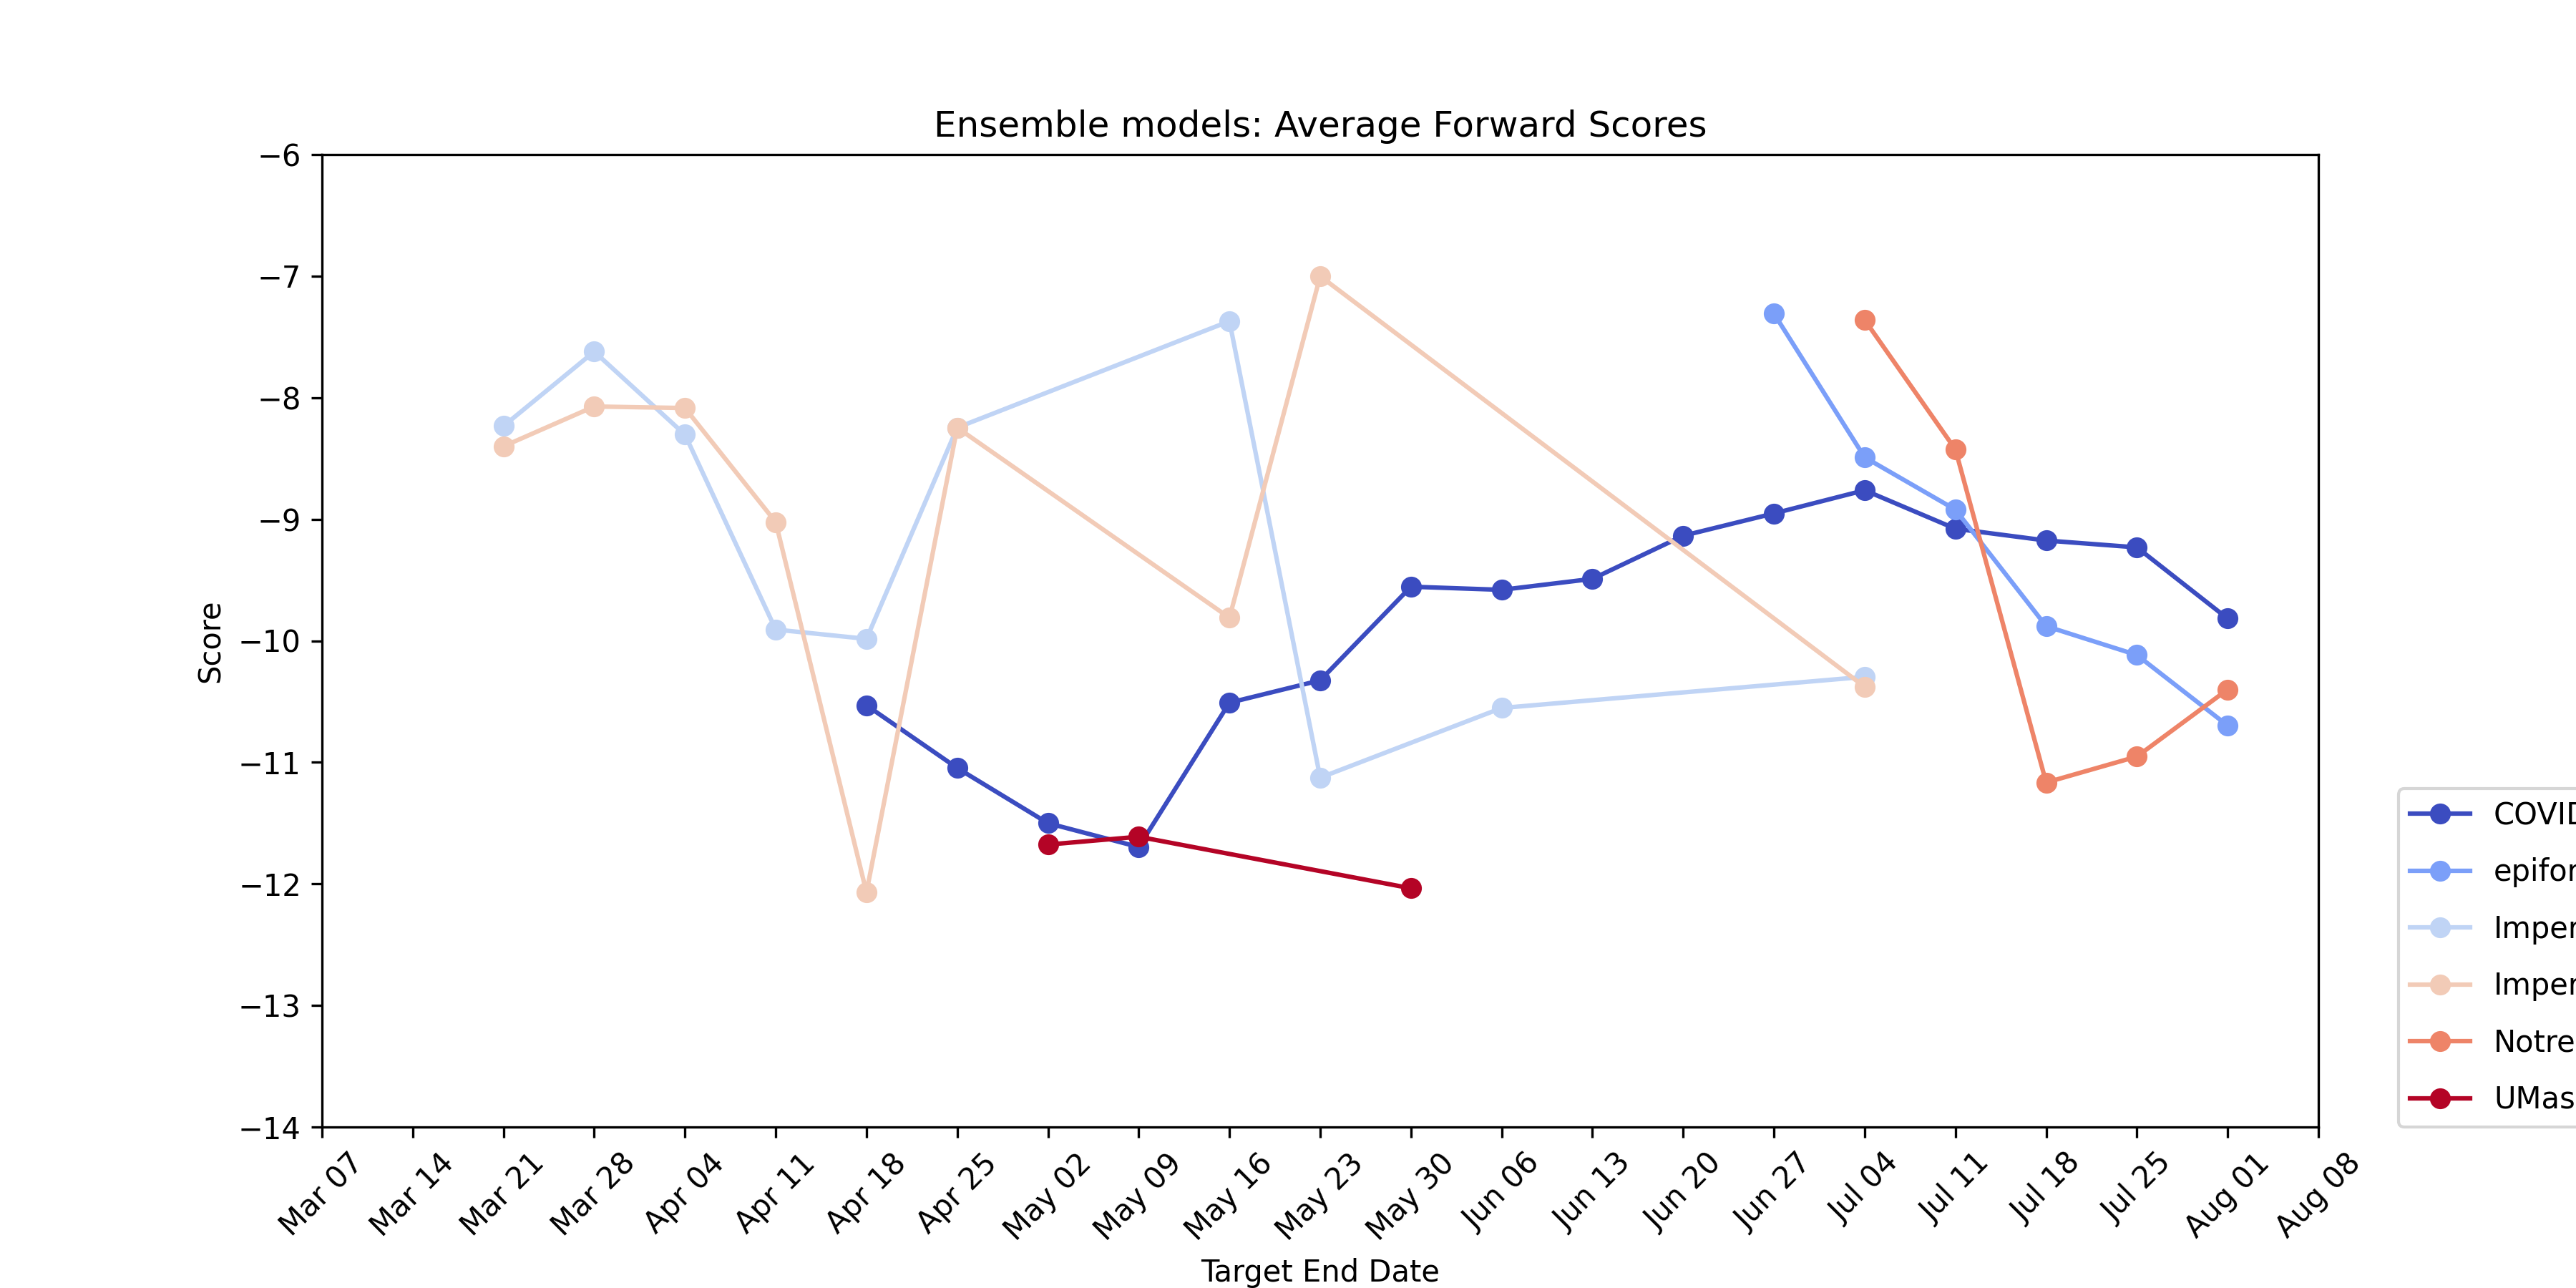 Ensemble models: Average Forward Scores
−6
−7
−8
−9
−10
−11
−12
−13
−14
Score
Mar 07
Mar 14
Mar 21
Mar 28
Apr 04
Apr 11
Apr 18
Apr 25
May 02
May 09
May 16
May 23
May 30
Jun 06
Jun 13
Jun 20
Jun 27
Jul 04
Jul 11
Jul 18
Jul 25
Aug 01
Aug 08
Target End Date
COVID
epifor
Imper
Imper
Notre
UMas